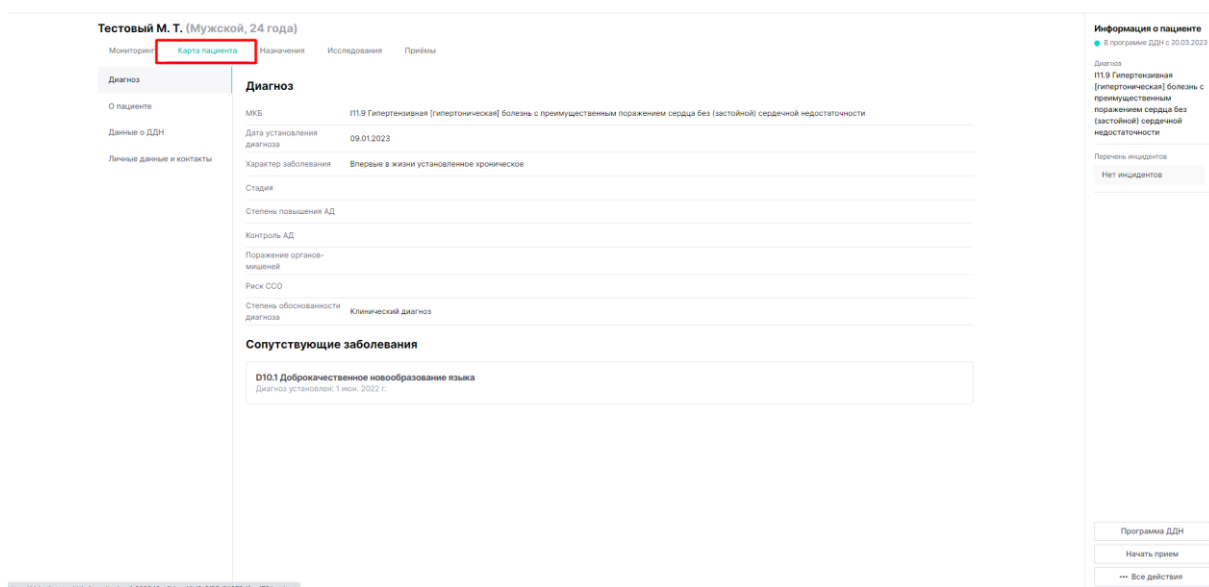 Тестовый М. Т. (Мужской, 24 года)
Мониторинг Карта пациента Назначения Исследования Приёмы
Диагноз
О пациенте
Данные о ДДН
Личные данные и контакты
Диагноз
МКБ I11.9 Гипертензивная [гипертоническая] болезнь с преимущественным поражением сердца без (застойной) сердечной недостаточности
Дата установления
диагноза
09.01.2023
Характер заболевания Впервые в жизни установленное хроническое
Стадия
Степень повышения АД
Контроль АД
Поражение органов-
мишеней
Риск ССО
Степень обоснованности
диагноза
Клинический диагноз
Сопутствующие заболевания
D10.1 Доброкачественное новообразование языка
Диагноз установлен: 1 июн. 2022 г.
Информация о пациенте
В программе ДДН с 20.03.2023
Диагноз
I11.9 Гипертензивная
[гипертоническая] болезнь с
преимущественным
поражением сердца без
(застойной) сердечной
недостаточности
Перечень инцидентов
Нет инцидентов
Программа ДДН
Начать прием
··· Все действия